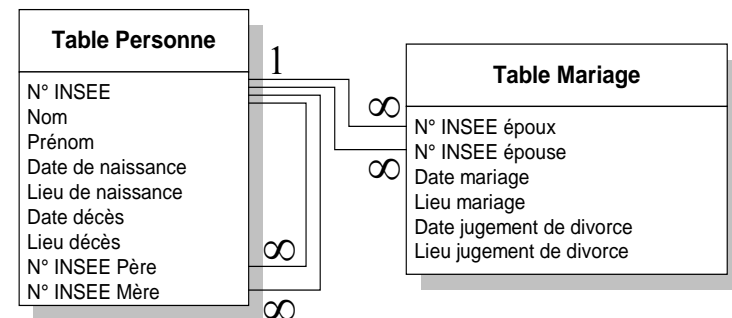 Table Personne
N° INSEE
Nom
Prénom
Date de naissance
Lieu de naissance
Date décès
Lieu décès
N° INSEE Père
N° INSEE Mère
1
∞
∞
∞
∞
Table Mariage
N° INSEE époux
N° INSEE épouse
Date mariage
Lieu mariage
Date jugement de divorce
Lieu jugement de divorce